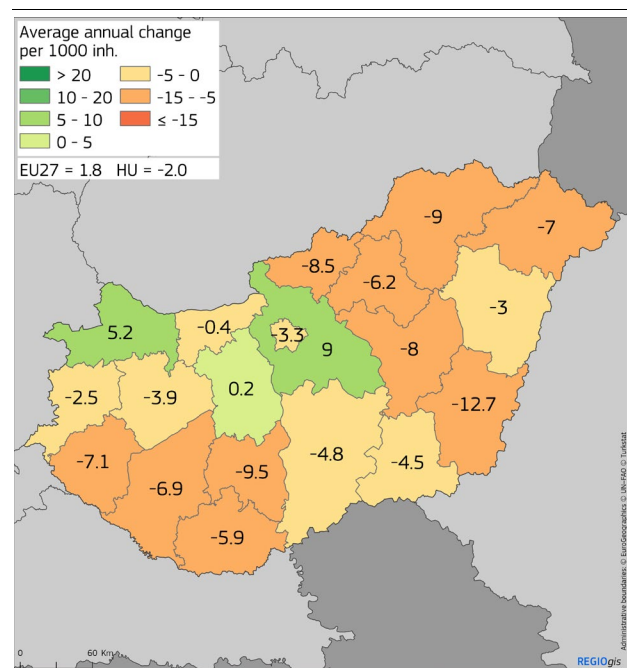 Average annual change
per 1000 inh.
> 20
-5 - 0
10 - 20
-15 - -5
5 - 10
≤ -15
0 - 5
EU27 = 1.8 HU = -2.0
-9
-7
-8.5
-6.2
-3
5.2
-0.4
-3.3
9
-8
-2.5
-3.9
0.2
-12.7
-7.1
-6.9
-9.5
-4.8
-4.5
-5.9
0
60 Km
Administrative boundaries: © EuroGeographics © UN-FAO © Turkstat
REGIOgis